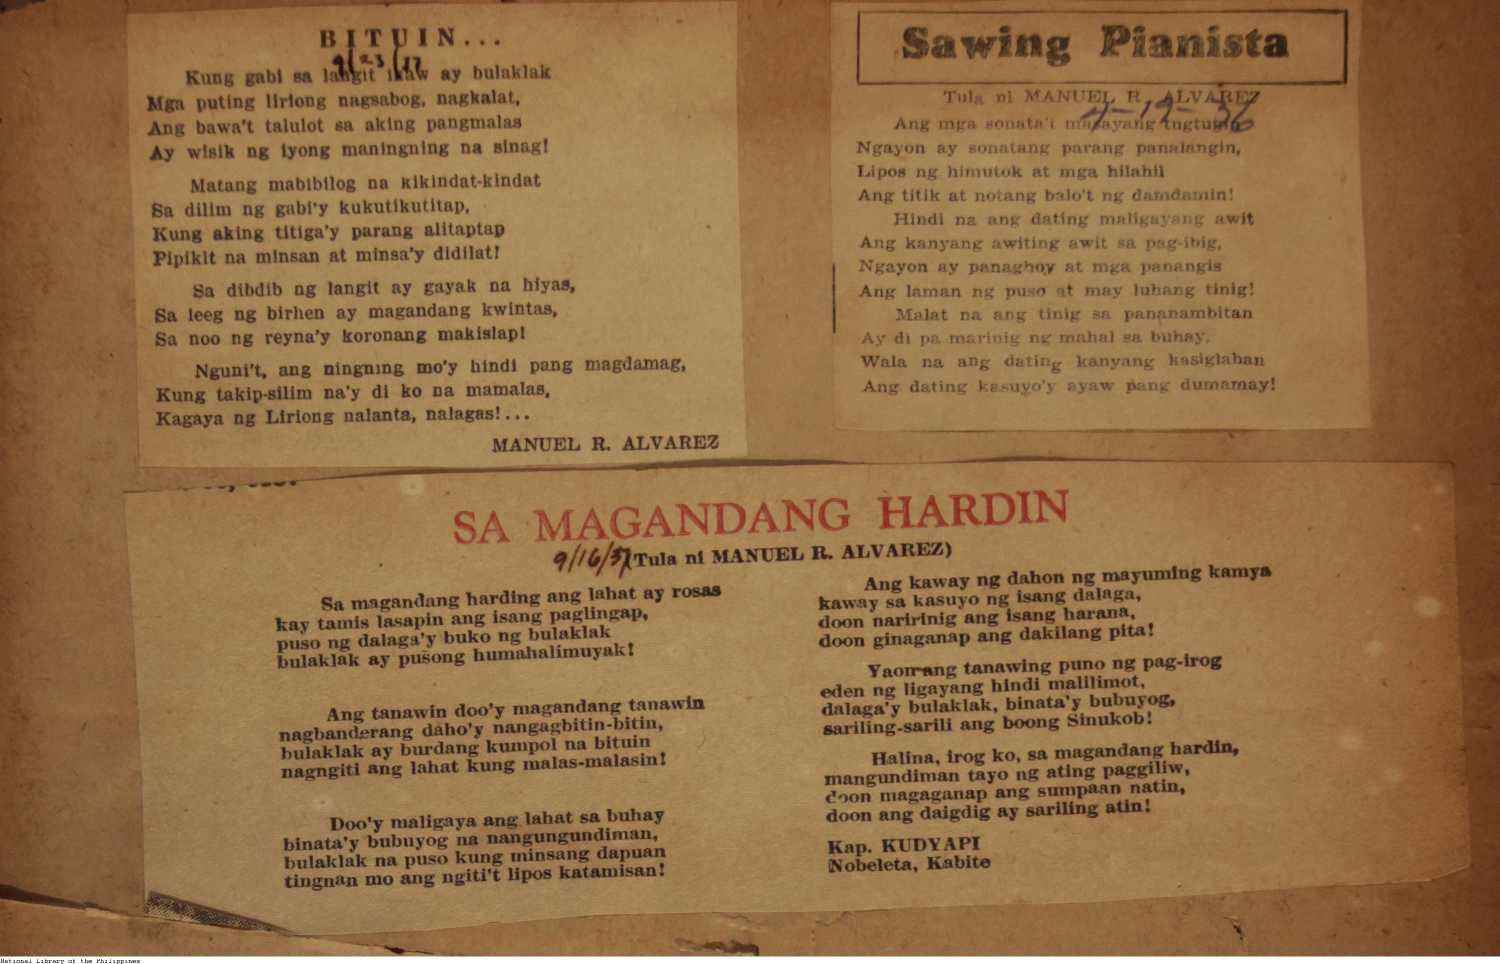 BITUIN...
9/23/37
Kung gabi sa langit ikaw ay bulaklak
Mga puting liriong nagsabog, nagkalat,
Ang bawa't talulot sa aking pangmalas
Ay wisik ng iyong maningning na sinag!
Matang mabibilog na kikindat-kindat
Sa dilim ng gabi'y kukutikutitap,
Kung aking titiga'y parang alitaptap
Pipikit na minsan at minsa'y didilat!
Sa dibdib ng langit ay gayak na hiyas,
Sa leeg ng birhen ay magandang kwintas,
Sa noo ng reyna'y koronang makislap!
Nguni't, ang ningning mo'y hindi pang magdamag,
Kung takip-silim na'y di ko na mamalas,
Kagaya ng Liriong nalanta, nalagas!...
MANUEL R. ALVAREZ
Sawing Pianista
Tula ni MANUEL R. ALVAREZ
Ang mga sonata't masayang tugtugin
Ngayon ay sonatang parang panalangin,
Lipos ng himutok at mga hilahil
Ang titik at notang balo't ng damdamin!
Hindi na ang dating maligayang awit
Ang kanyang awiting awit sa pag-ibig,
Ngayon ay panaghoy at mga panangis
Ang laman ng puso at may luhang tinig!
Malat na ang tinig sa pananambitan
Ay di pa marinig ng mahal sa buhay,
Wala na ang dating kanyang kasiglahan
Ang dating kasuyo'y ayaw pang dumamay!
SA MAGANDANG HARDIN
9/16/37
(Tula ni MANUEL R. ALVAREZ)
Sa magandang harding ang lahat ay rosas
kay tamis lasapin ang isang paglingap,
puso ng dalaga'y buko ng bulaklak
bulaklak ay pusong humahalimuyak!
Ang tanawin doo'y magandang tanawin
nagbanderang daho'y nangagbitin-bitin,
bulaklak ay burdang kumpol na bituin
nagngiti ang lahat kung malas-malasin!
Doo'y maligaya ang lahat sa buhay
binata'y bubuyog na nangungundiman,
bulaklak na puso kung minsang dapuan
tingnan mo ang ngiti't lipos katamisan!
Ang kaway ng dahon ng mayuming kamya
kaway sa kasuyo ng isang dalaga,
doon naririnig ang isang harana,
doon ginaganap ang dakilang pita!
Yaon ang tanawing puno ng pag-irog
eden ng ligayang hindi malilimot,
dalaga'y bulaklak, binata'y bubuyog,
sariling-sarili ang boong Sinukob!
Halina, irog ko, sa magandang hardin,
mangundiman tayo ng ating paggiliw,
doon magaganap ang sumpaan natin,
doon ang daigdig ay sariling atin!
Kap. KUDYAPI
Nobeleta, Kabite
National Library of the Philippines